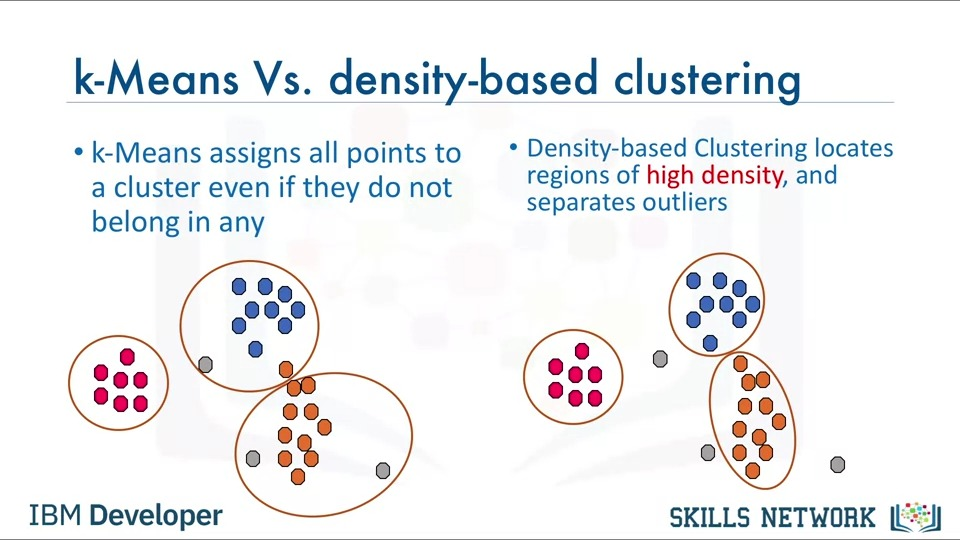 k-Means Vs. density-based clustering
• k-Means assigns all points to
a cluster even if they do not
belong in any
• Density-based Clustering locates
regions of high density, and
separates outliers
IBM Developer
SKILLS NETWORK